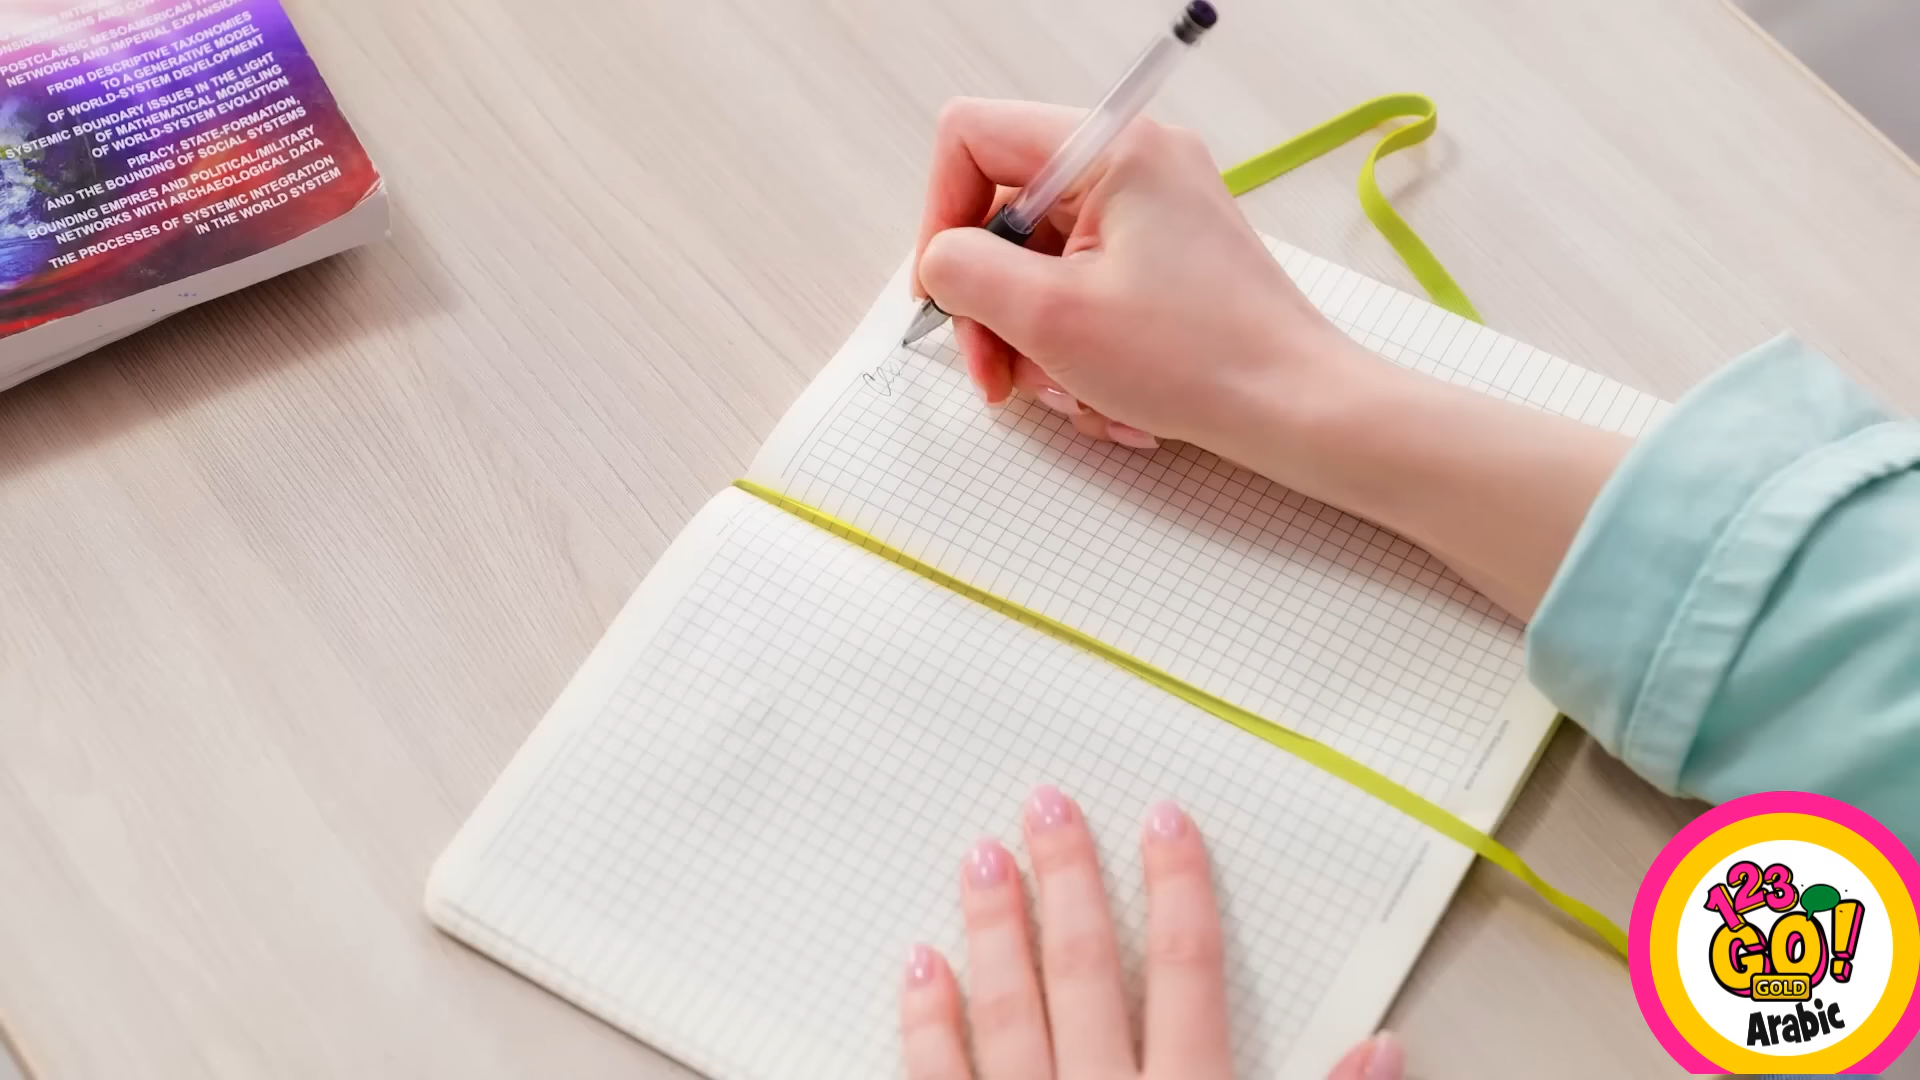 POSTCLASSIC MESOAMERICAN
NETWORKS AND IMPERIAL EXPANSION
FROM DESCRIPTIVE TAXONOMIES
TO A GENERATIVE MODEL
OF WORLD-SYSTEM DEVELOPMENT
SYSTEMIC BOUNDARY ISSUES IN THE LIGHT
OF MATHEMATICAL MODELING
OF WORLD-SYSTEM EVOLUTION
PIRACY, STATE-FORMATION,
AND THE BOUNDING OF SOCIAL SYSTEMS
BOUNDING EMPIRES AND POLITICAL/MILITARY
NETWORKS WITH ARCHAEOLOGICAL DATA
THE PROCESSES OF SYSTEMIC INTEGRATION
IN THE WORLD SYSTEM
123
GO!
GOLD
Arabic